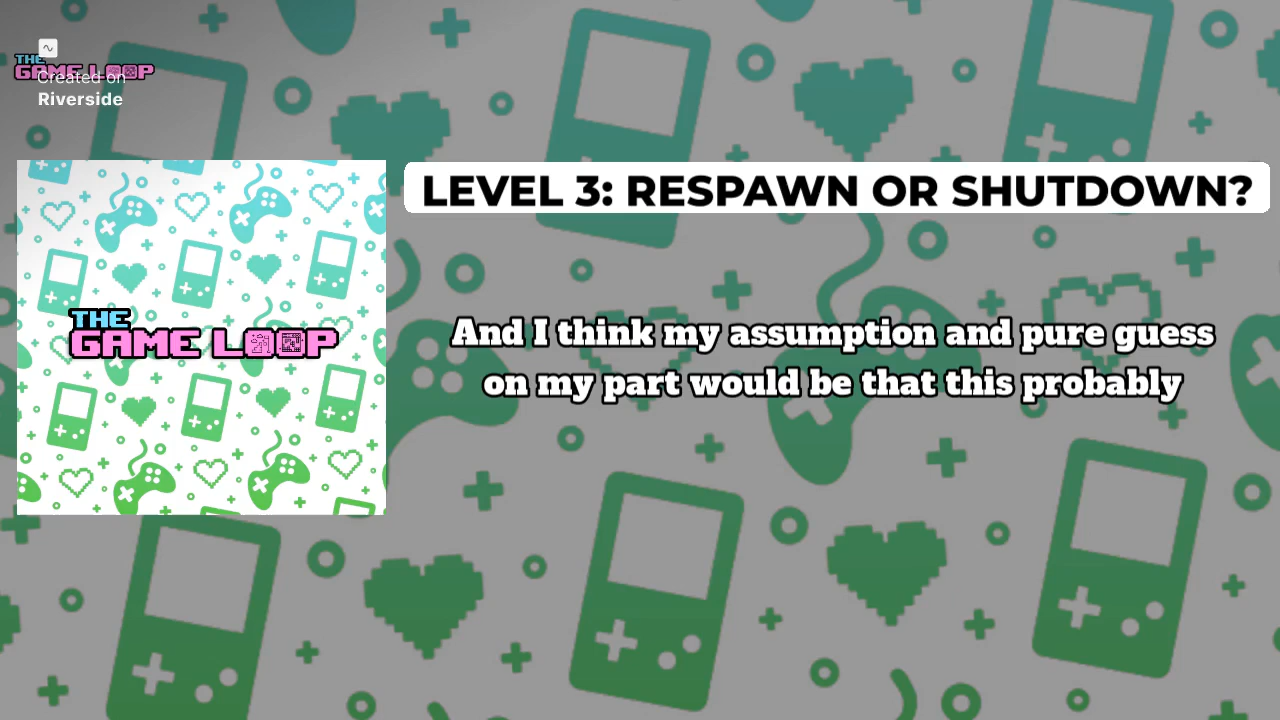 THE
GAME LOOP
Created on
Riverside
LEVEL 3: RESPAWN OR SHUTDOWN?
THE
GAME LOOP
And I think my assumption and pure guess
on my part would be that this probably